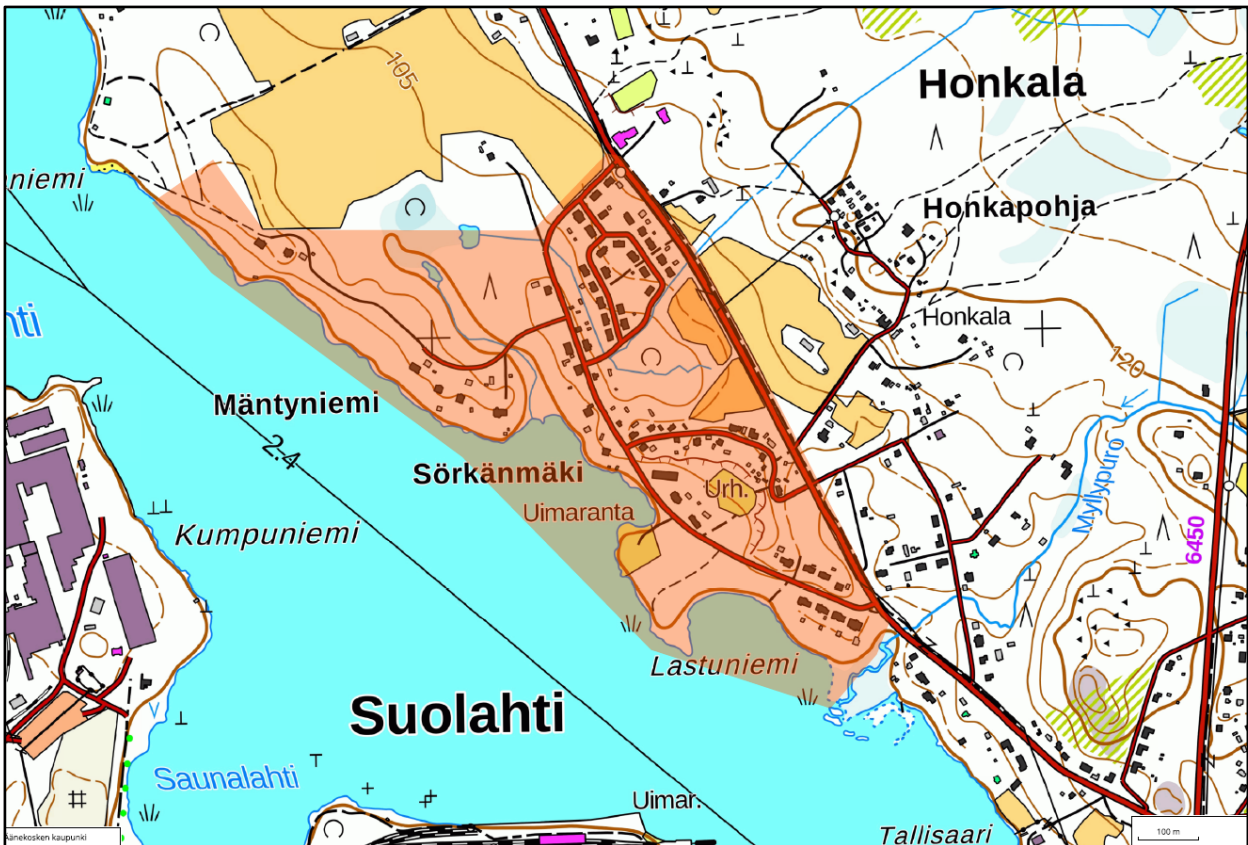 105
Honkala
niemi
Honkapohja
hti
Honkala
120
Mäntyniemi
2.4
Sörkänmäki
Urh.
Uimaranta
Myllypuro
6450
Kumpuniemi
Lastuniemi
Suolahti
Saunalahti
Uimar.
Tallisaari
Äänekosken kaupunki
100 m